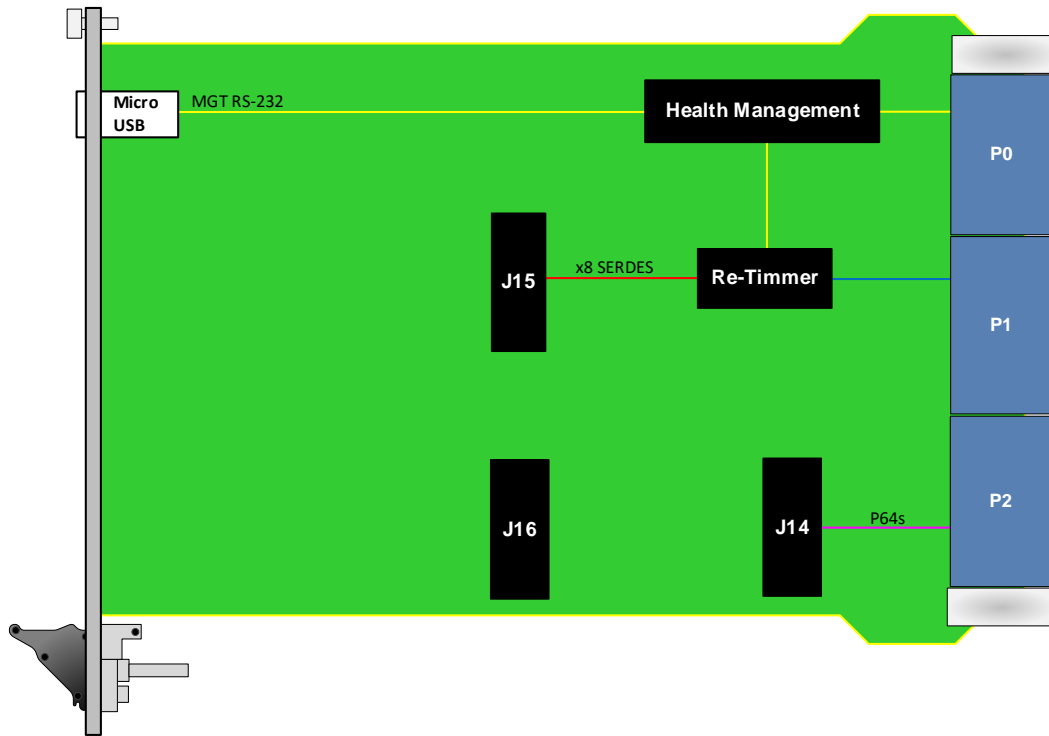 Micro
USB
MGT RS-232
Health Management
P0
J15
x8 SERDES
Re-Timmer
P1
J16
J14
P64s
P2